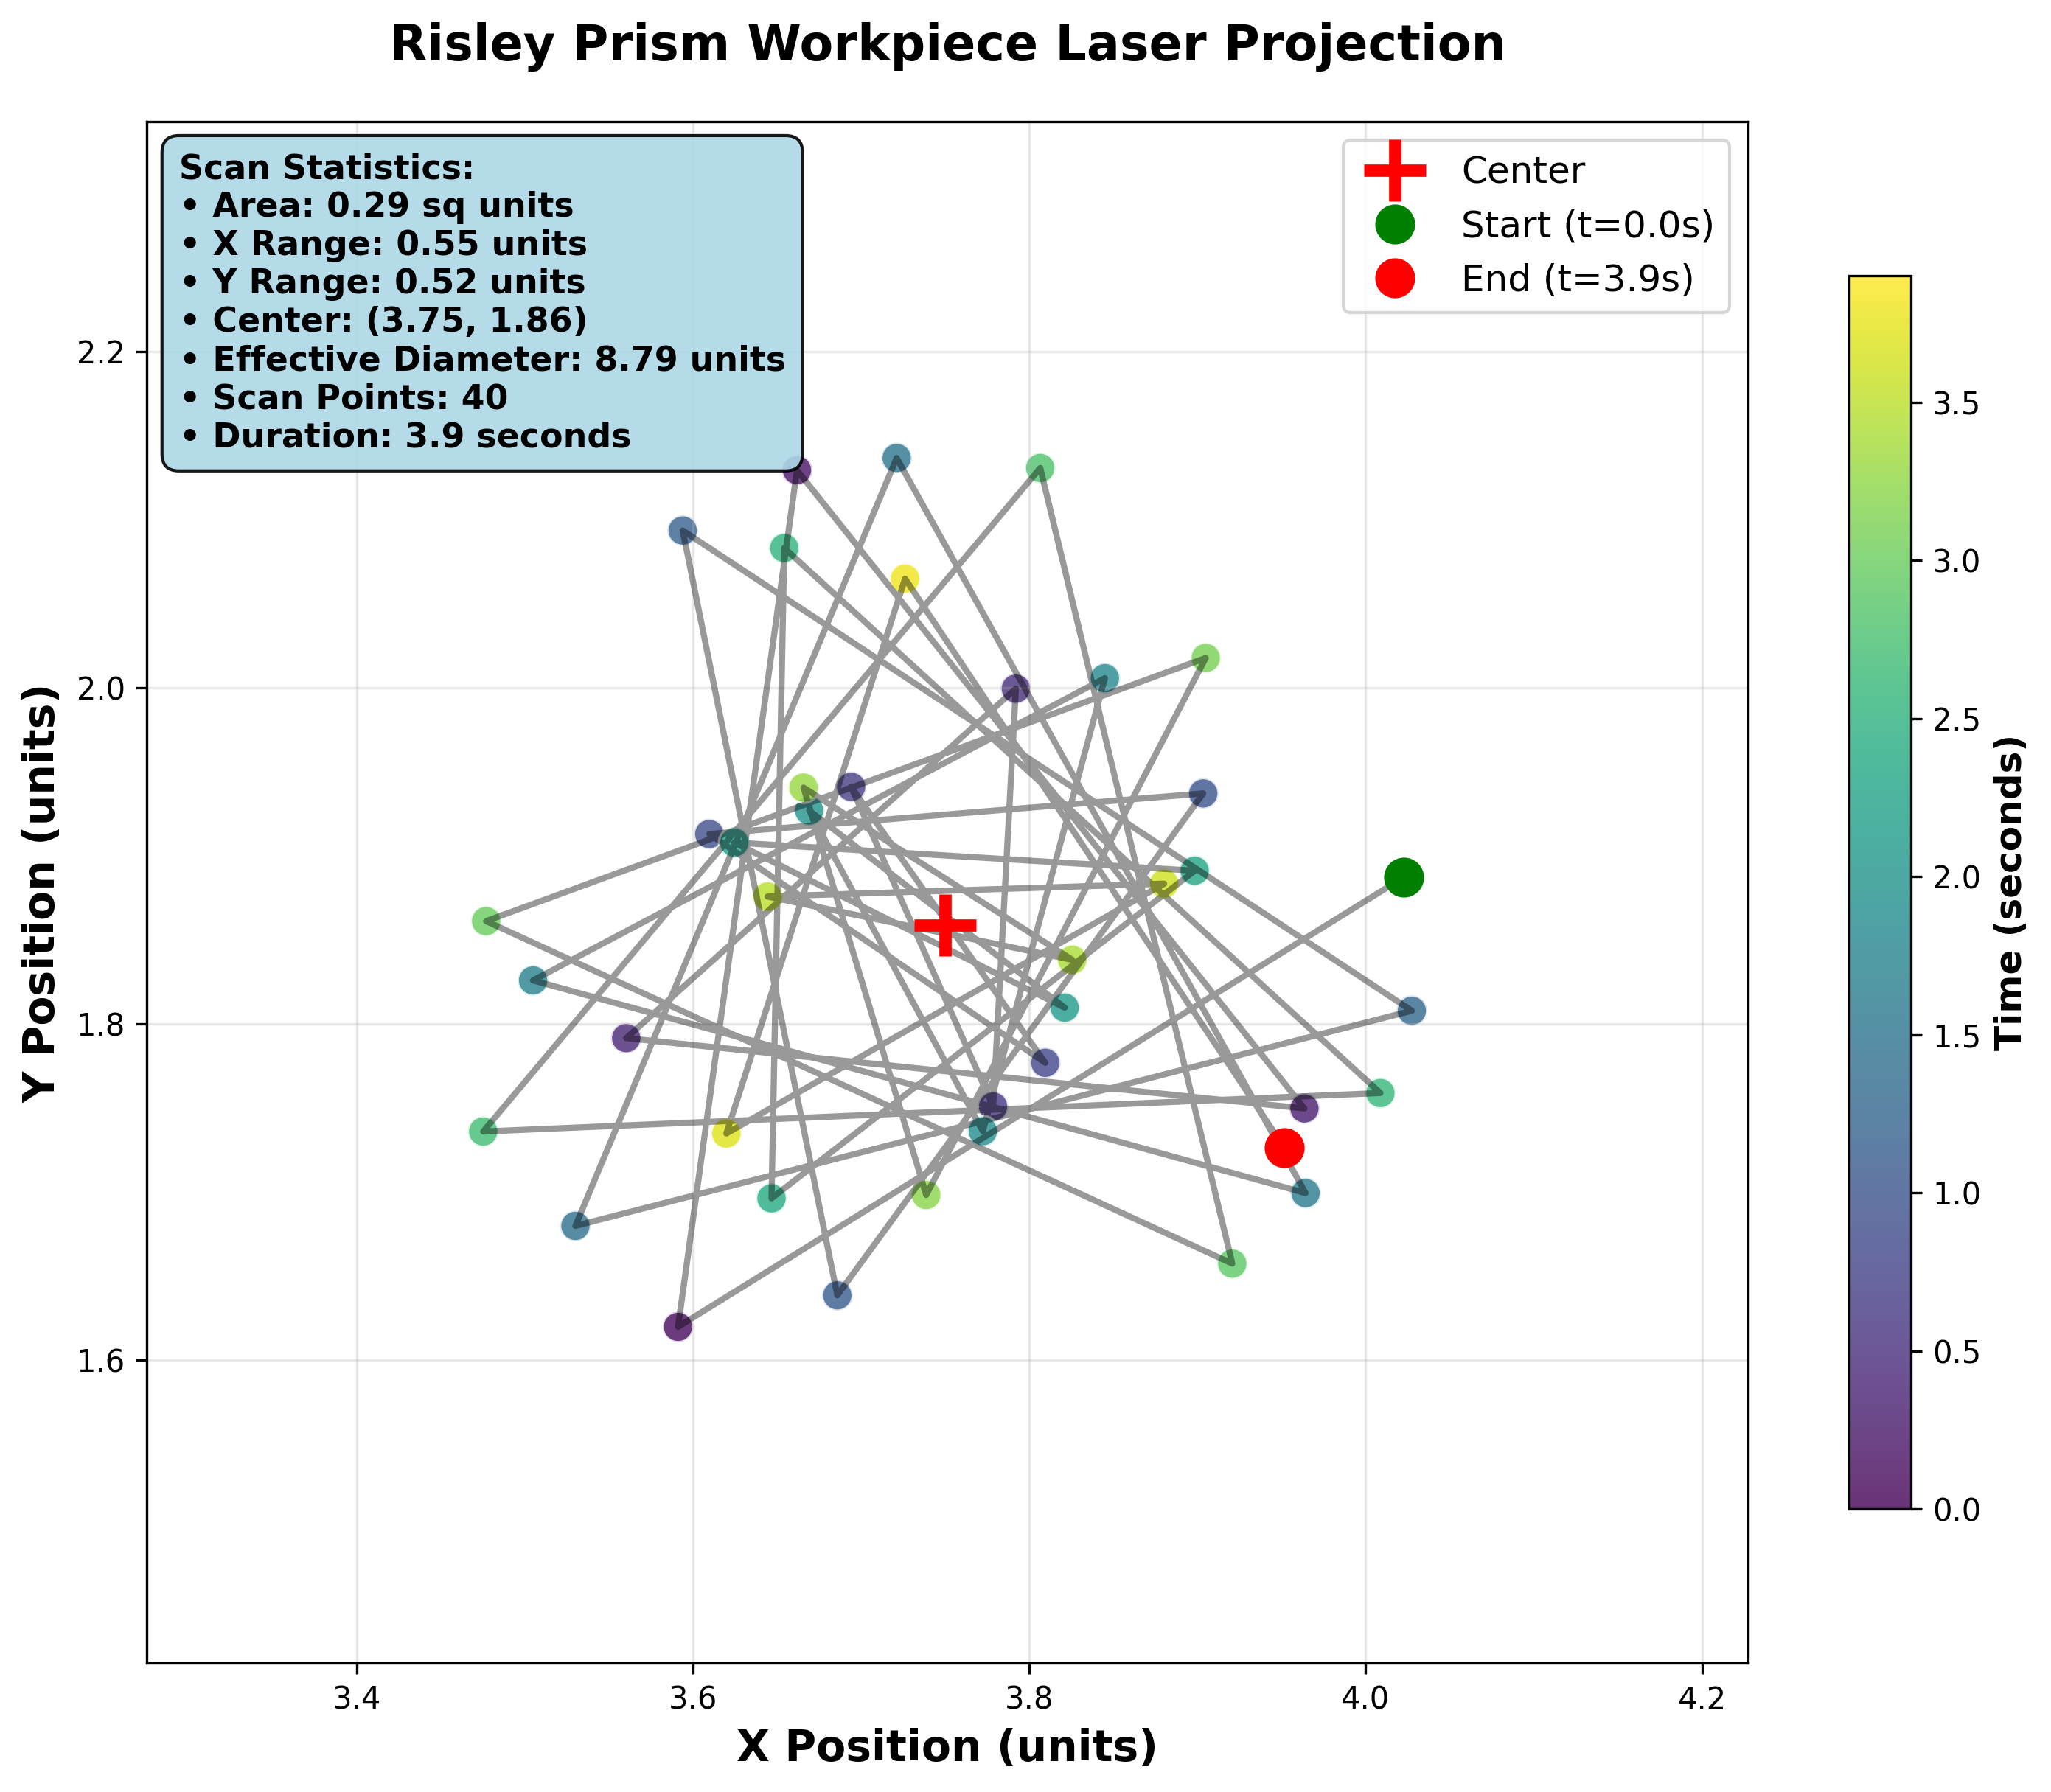 Risley Prism Workpiece Laser Projection
Scan Statistics:
• Area: 0.29 sq units
• X Range: 0.55 units
• Y Range: 0.52 units
• Center: (3.75, 1.86)
• Effective Diameter: 8.79 units
• Scan Points: 40
• Duration: 3.9 seconds
Center
Start (t=0.0s)
End (t=3.9s)
Y Position (units)
2.2
2.0
1.8
1.6
3.4
3.6
3.8
4.0
4.2
X Position (units)
3.5
3.0
2.5
2.0
1.5
1.0
0.5
0.0
Time (seconds)